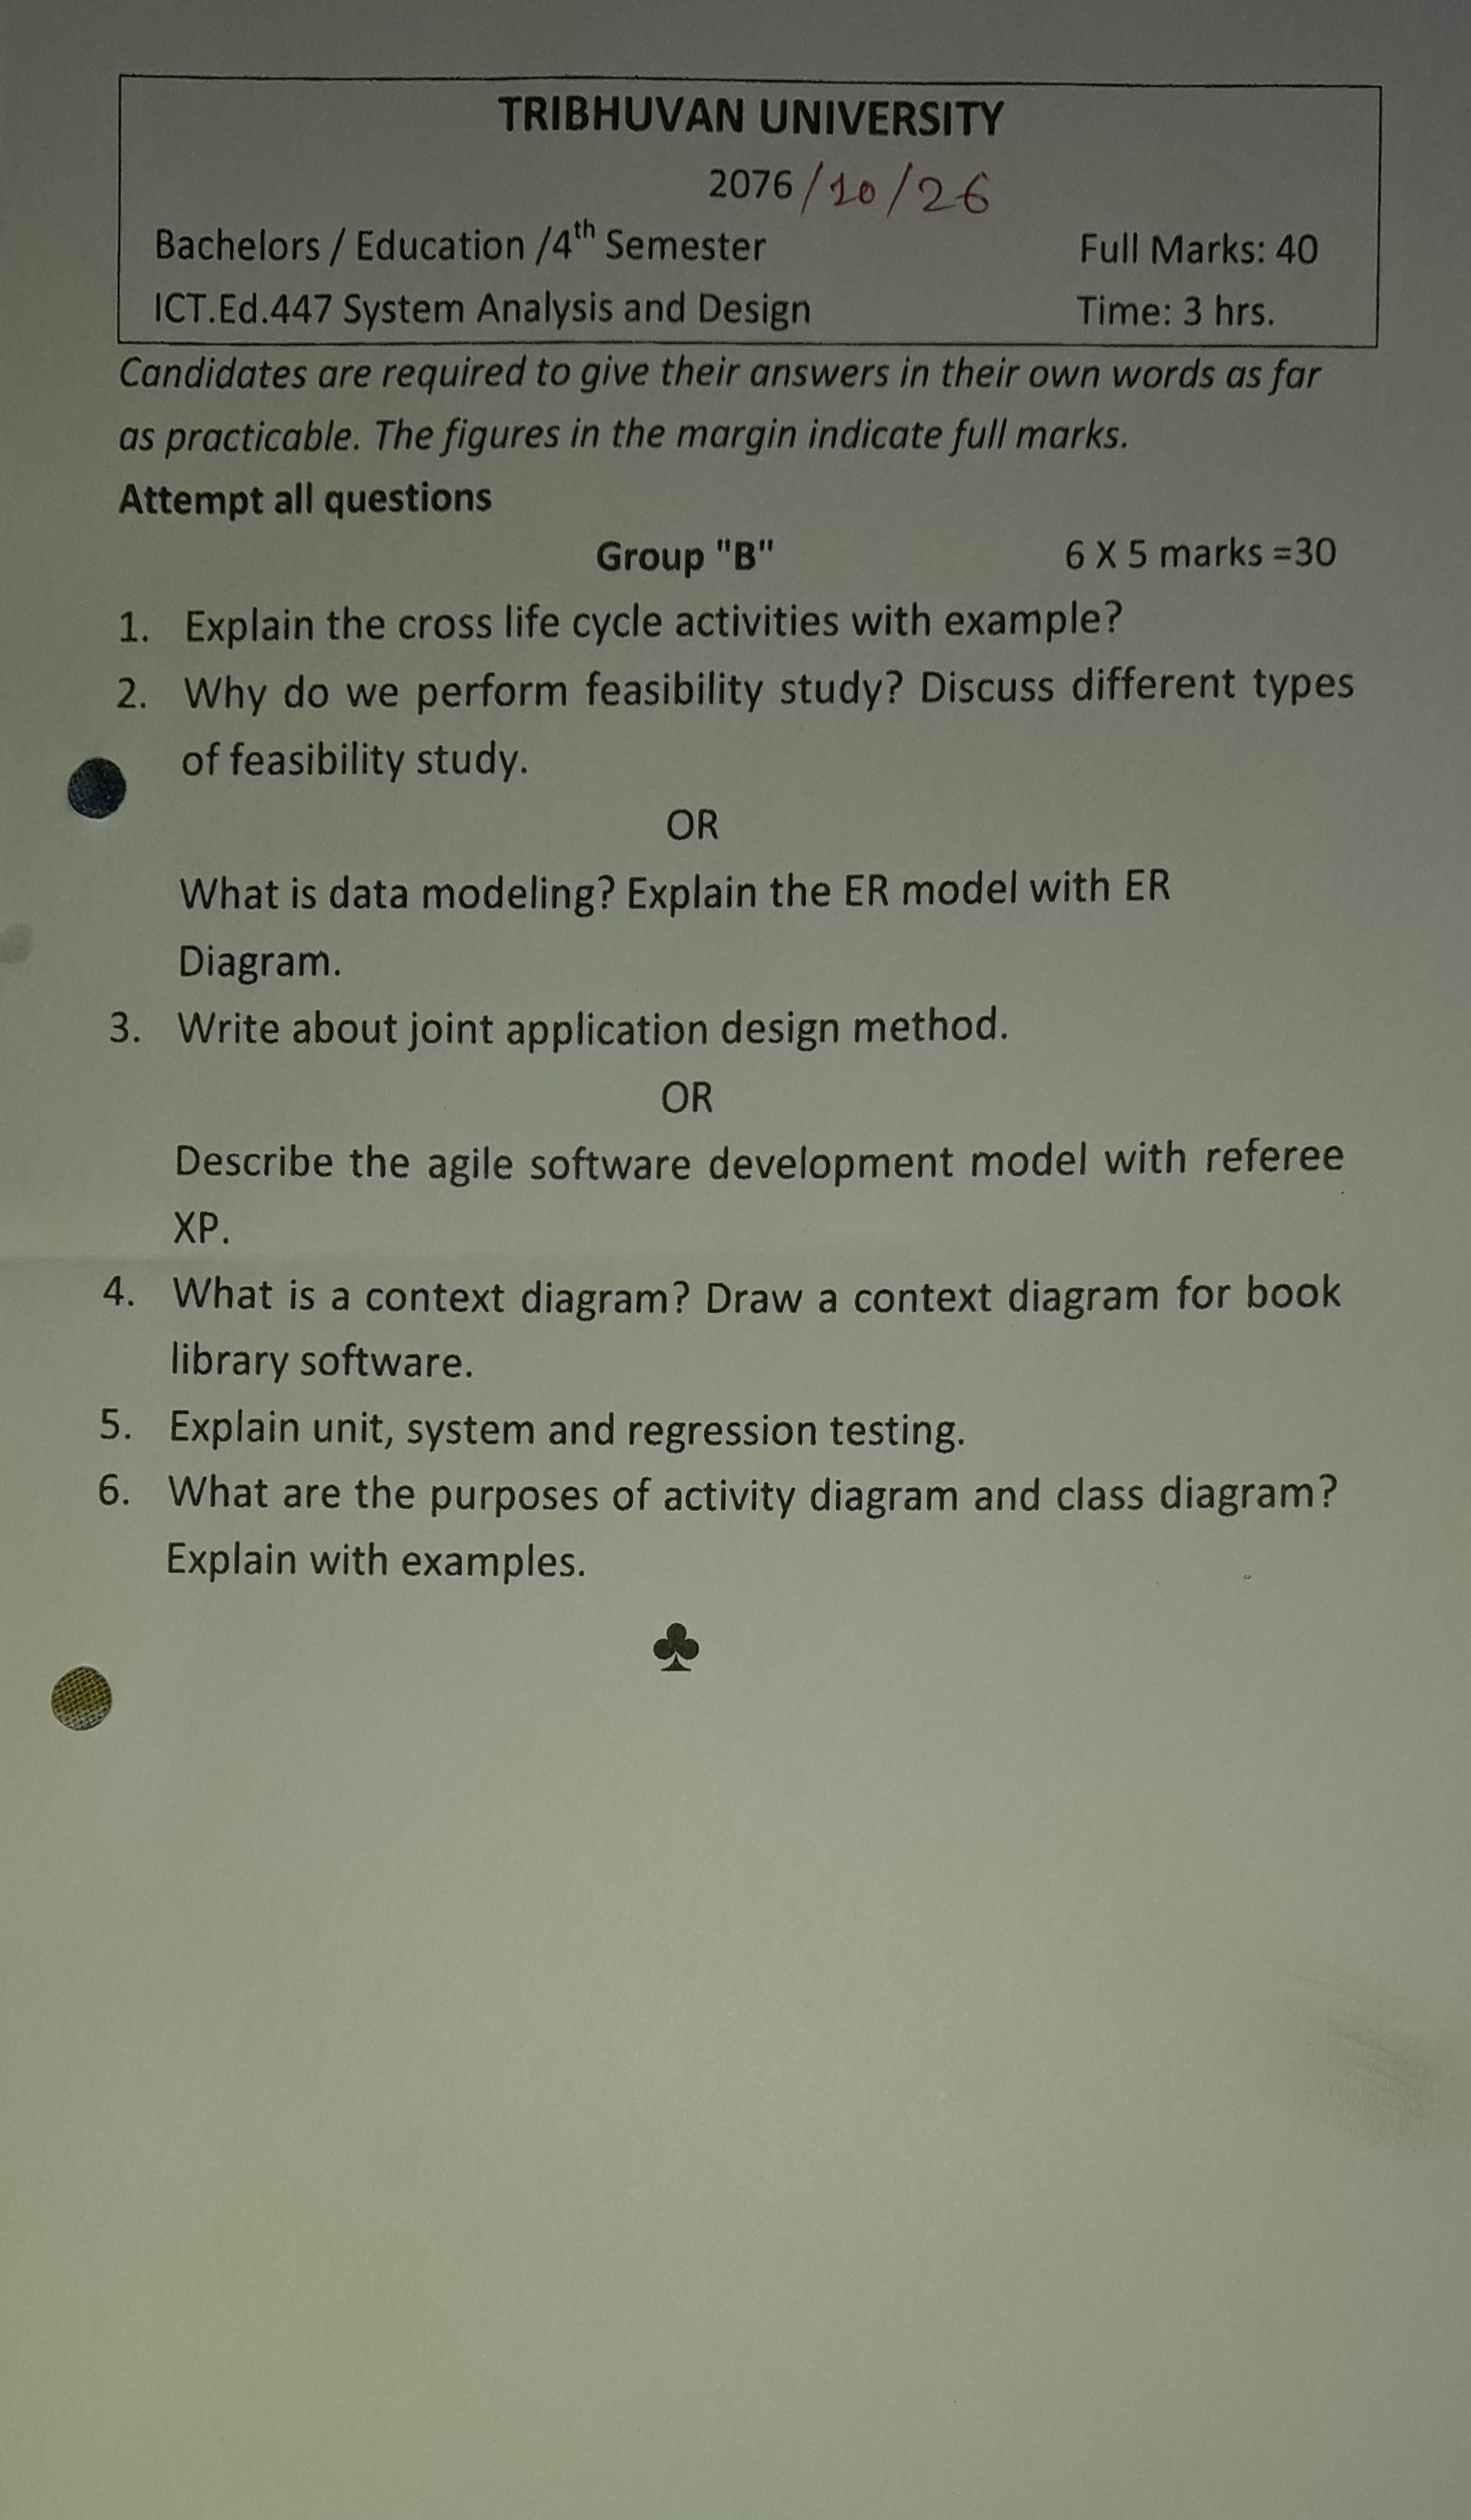 TRIBHUVAN UNIVERSITY
2076/10/26
Bachelors / Education /4th Semester Full Marks: 40
ICT.Ed.447 System Analysis and Design Time: 3 hrs.
Candidates are required to give their answers in their own words as far
as practicable. The figures in the margin indicate full marks.
Attempt all questions
Group "B" 6 X 5 marks =30
1. Explain the cross life cycle activities with example?
2. Why do we perform feasibility study? Discuss different types
of feasibility study.
OR
What is data modeling? Explain the ER model with ER
Diagram.
3. Write about joint application design method.
OR
Describe the agile software development model with referee
XP.
4. What is a context diagram? Draw a context diagram for book
library software.
5. Explain unit, system and regression testing.
6. What are the purposes of activity diagram and class diagram?
Explain with examples.